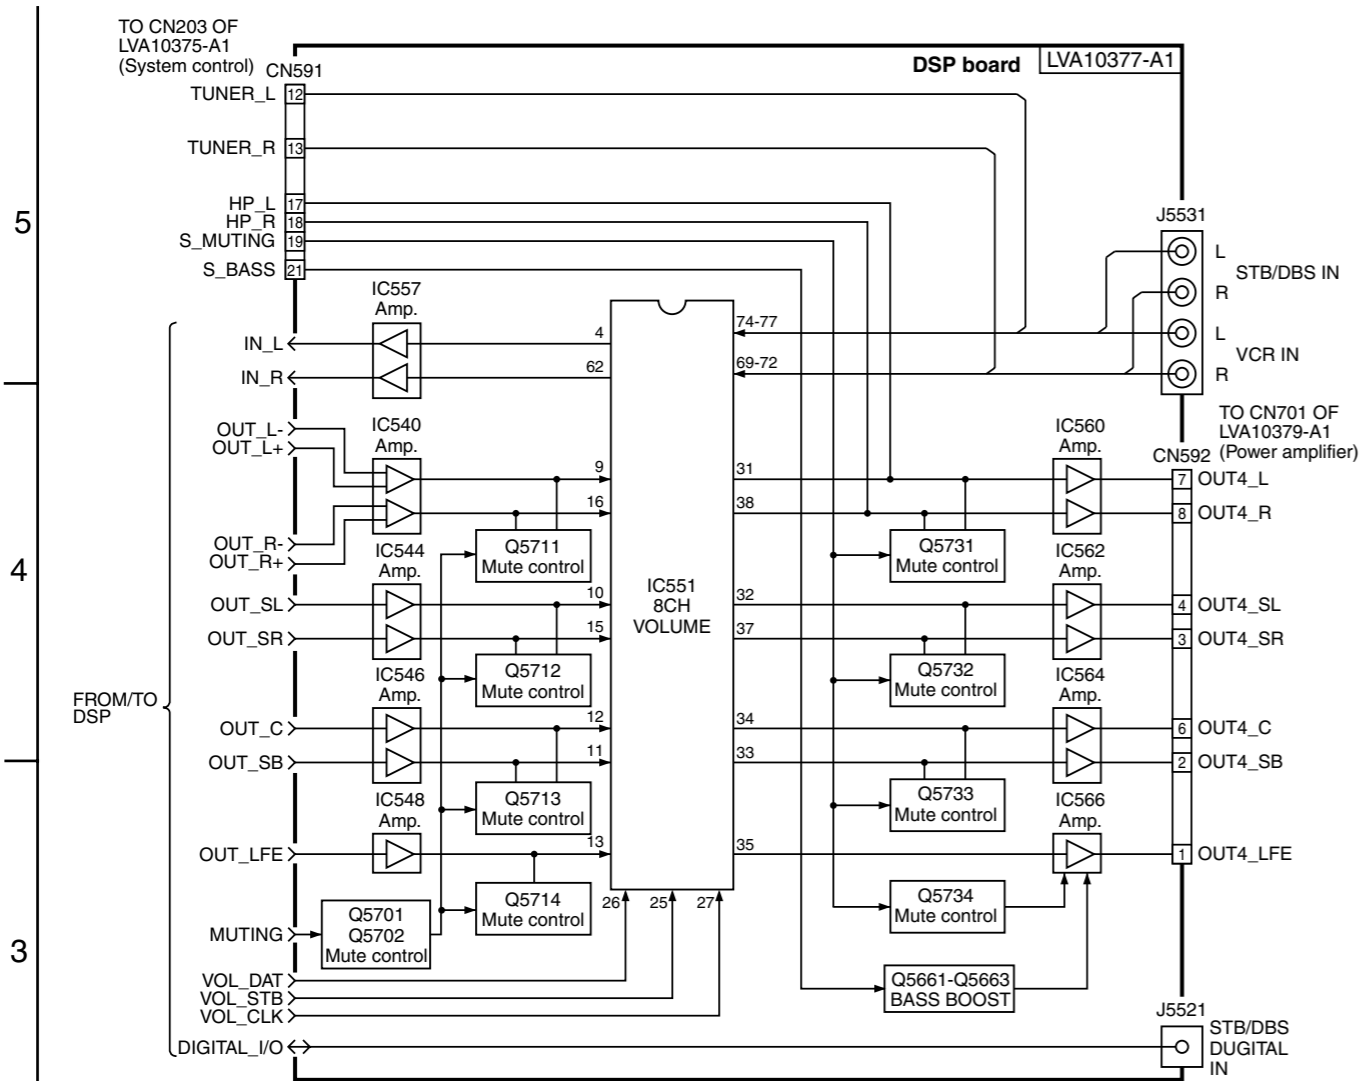 TO CN203 OF
LVA10375-A1
(System control)
CN591
DSP board
LVA10377-A1
TUNER_L 12
TUNER_R 13
HP_L 17
HP_R 18
S_MUTING 19
S_BASS 21
5
J5531
L
STB/DBS IN
R
L
VCR IN
R
IC557
Amp.
IN_L
4
74-77
IN_R
62
69-72
TO CN701 OF
LVA10379-A1
(Power amplifier)
CN592
OUT_L-
OUT_L+
IC540
Amp.
9
16
31
38
IC560
Amp.
7 OUT4_L
8 OUT4_R
OUT_R-
OUT_R+
Q5711
Mute control
Q5731
Mute control
4
IC544
Amp.
IC551
8CH
VOLUME
IC562
Amp.
OUT_SL
10
32
4 OUT4_SL
OUT_SR
15
37
3 OUT4_SR
Q5712
Mute control
Q5732
Mute control
IC546
Amp.
IC564
Amp.
FROM/TO
DSP
OUT_C
12
34
6 OUT4_C
OUT_SB
11
33
2 OUT4_SB
Q5713
Mute control
Q5733
Mute control
IC548
Amp.
IC566
Amp.
OUT_LFE
13
35
1 OUT4_LFE
Q5714
Mute control
26
25
27
Q5734
Mute control
3
MUTING
Q5701
Q5702
Mute control
VOL_DAT
VOL_STB
VOL_CLK
Q5661-Q5663
BASS BOOST
DIGITAL_I/O
J5521
STB/DBS
DUGITAL
IN